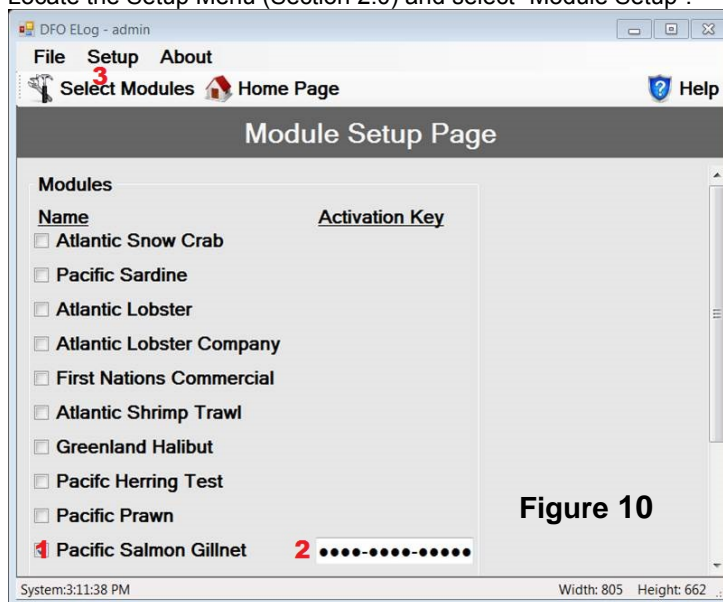 Locate the Setup Menu (Section 2.0) and select "Module Setup".
DFO ELog - admin
File Setup About
3
Select Modules Home Page Help
Module Setup Page
Modules
Name Activation Key
Atlantic Snow Crab
Pacific Sardine
Atlantic Lobster
Atlantic Lobster Company
First Nations Commercial
Atlantic Shrimp Trawl
Greenland Halibut
Pacifc Herring Test
Pacific Prawn
Figure 10
1 Pacific Salmon Gillnet 2 ●●●●-●●●●-●●●●●
System:3:11:38 PM Width: 805 Height: 662